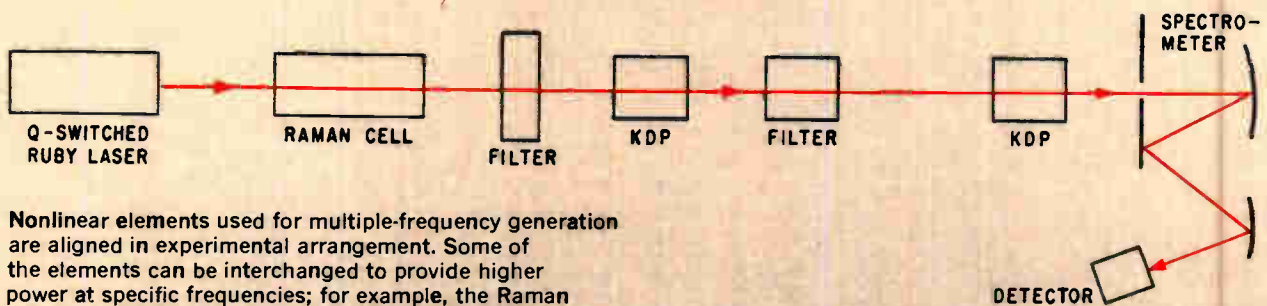 SPECTRO-
METER
Q-SWITCHED
RUBY LASER
RAMAN CELL
FILTER
KDP
FILTER
KDP
Nonlinear elements used for multiple-frequency generation
are aligned in experimental arrangement. Some of
the elements can be interchanged to provide higher
power at specific frequencies; for example, the Raman
DETECTOR